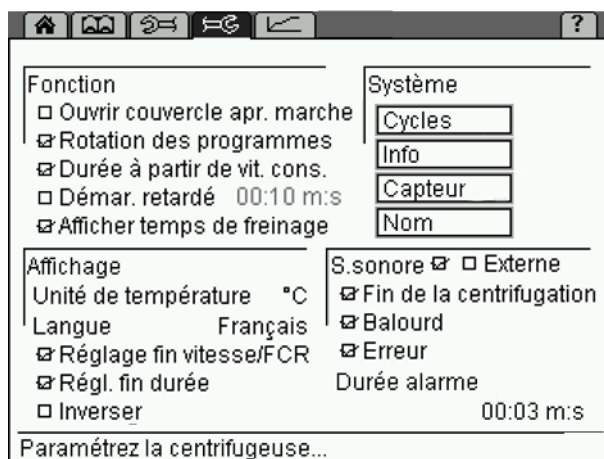 ?
Fonction
Ouvrir couvercle apr. marche
Rotation des programmes
Durée à partir de vit. cons.
Démar. retardé 00:10 m:s
Afficher temps de freinage
Système
Cycles
Info
Capteur
Nom
Affichage
Unité de température °C
Langue Français
Réglage fin vitesse/FCR
Régl. fin durée
Inverser
S.sonore Externe
Fin de la centrifugation
Balourd
Erreur
Durée alarme
00:03 m:s
Paramétrez la centrifugeuse...